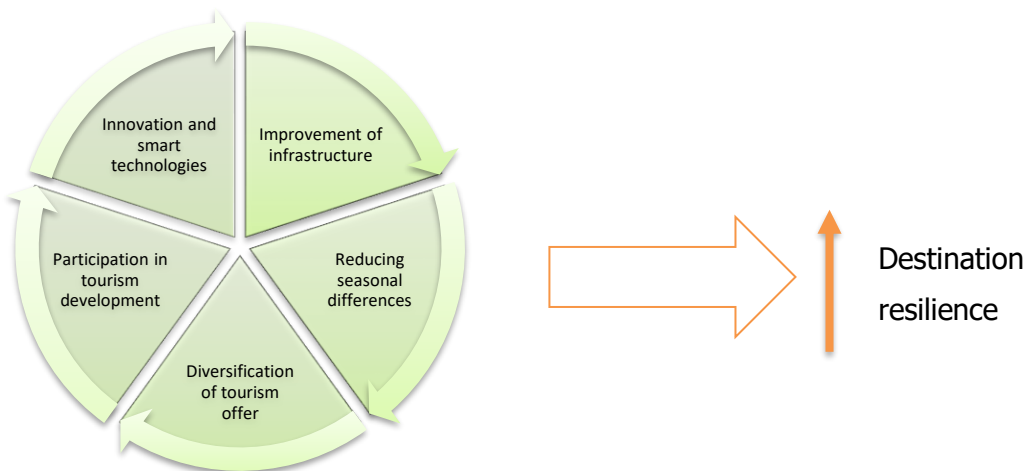 Innovation and
smart
technologies
Improvement of
infrastructure
Participation in
tourism
development
Reducing
seasonal
differences
Diversification
of tourism
offer
Destination
resilience